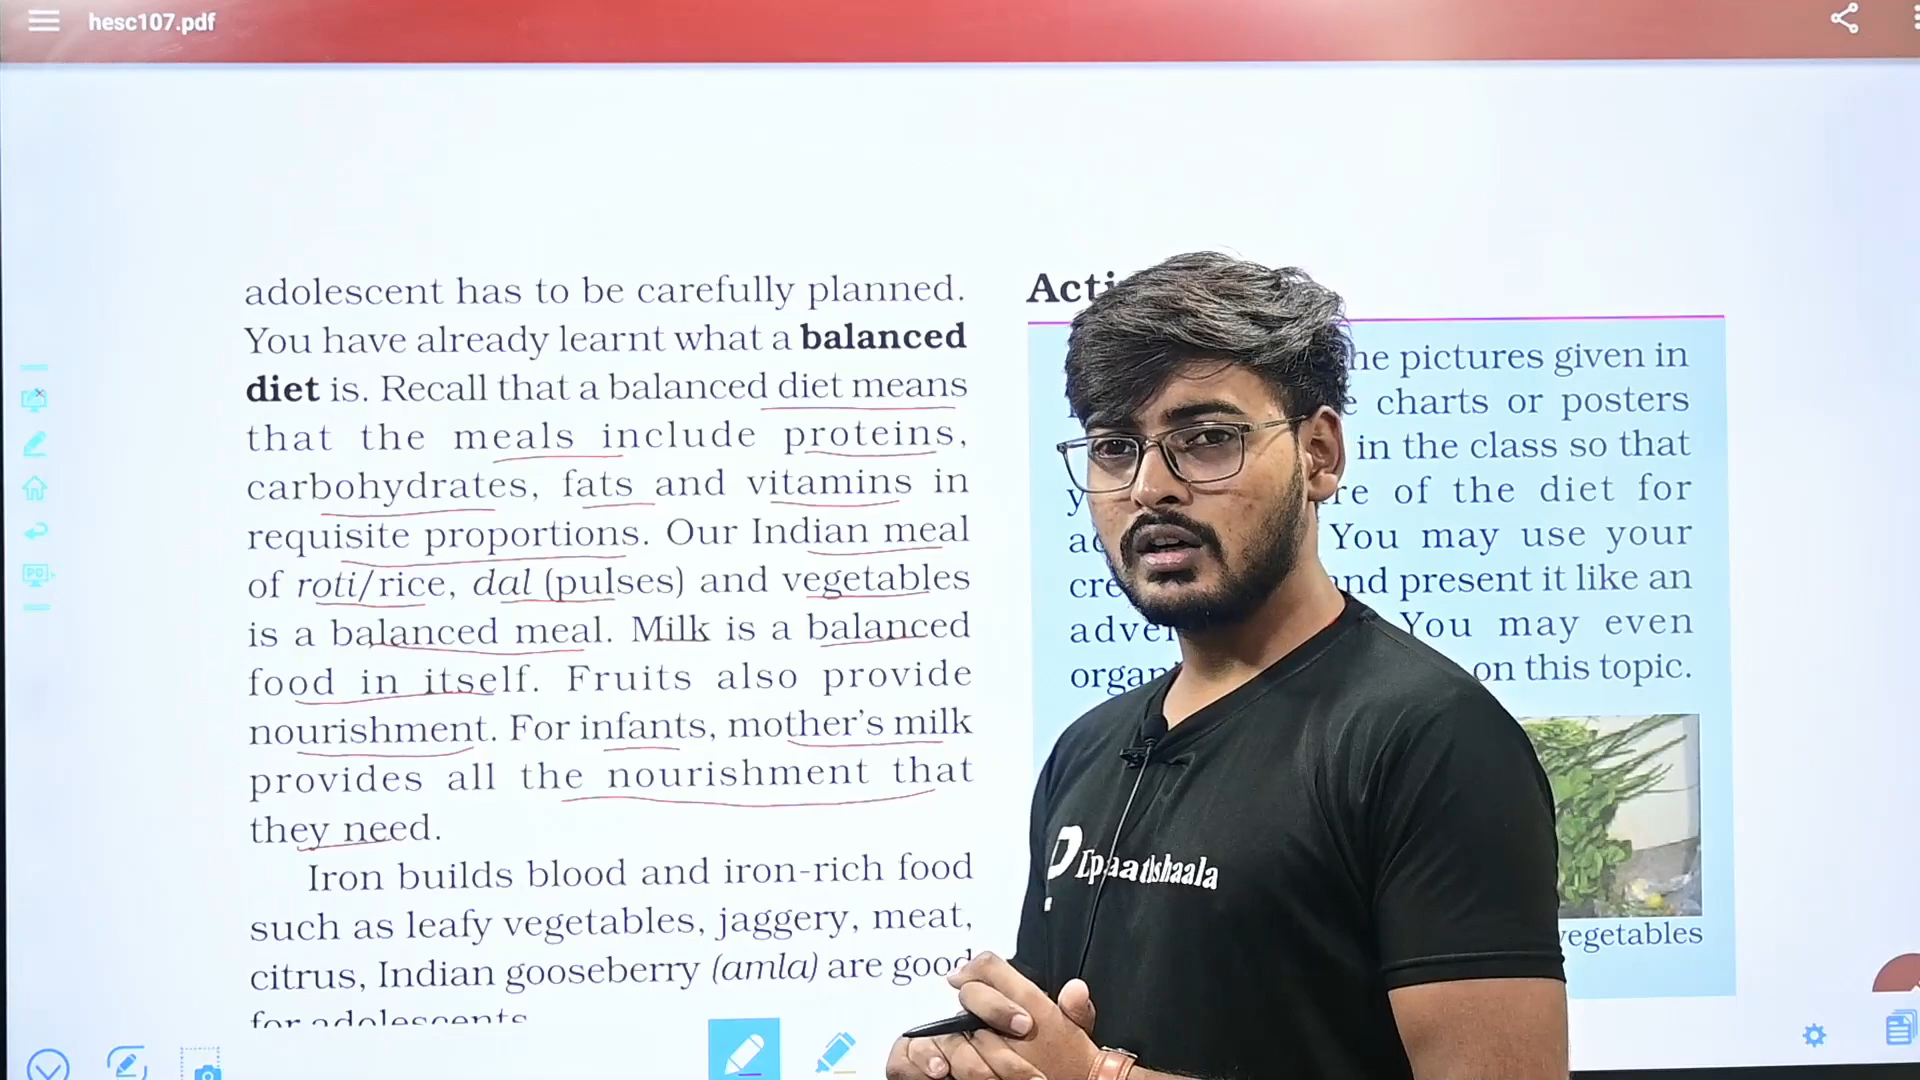 hesc107.pdf
adolescent has to be carefully planned.
You have already learnt what a balanced
diet is. Recall that a balanced diet means
that the meals include proteins,
carbohydrates, fats and vitamins in
requisite proportions. Our Indian meal
of roti/rice, dal (pulses) and vegetables
is a balanced meal. Milk is a balanced
food in itself. Fruits also provide
nourishment. For infants, mother's milk
provides all the nourishment that
they need.
Iron builds blood and iron-rich food
such as leafy vegetables, jaggery, meat,
citrus, Indian gooseberry (amla) are good
for adolescents
pictures given in
charts or posters
in the class so that
of the diet for
You may use your
and present it like an
You may even
on this topic.
vegetables